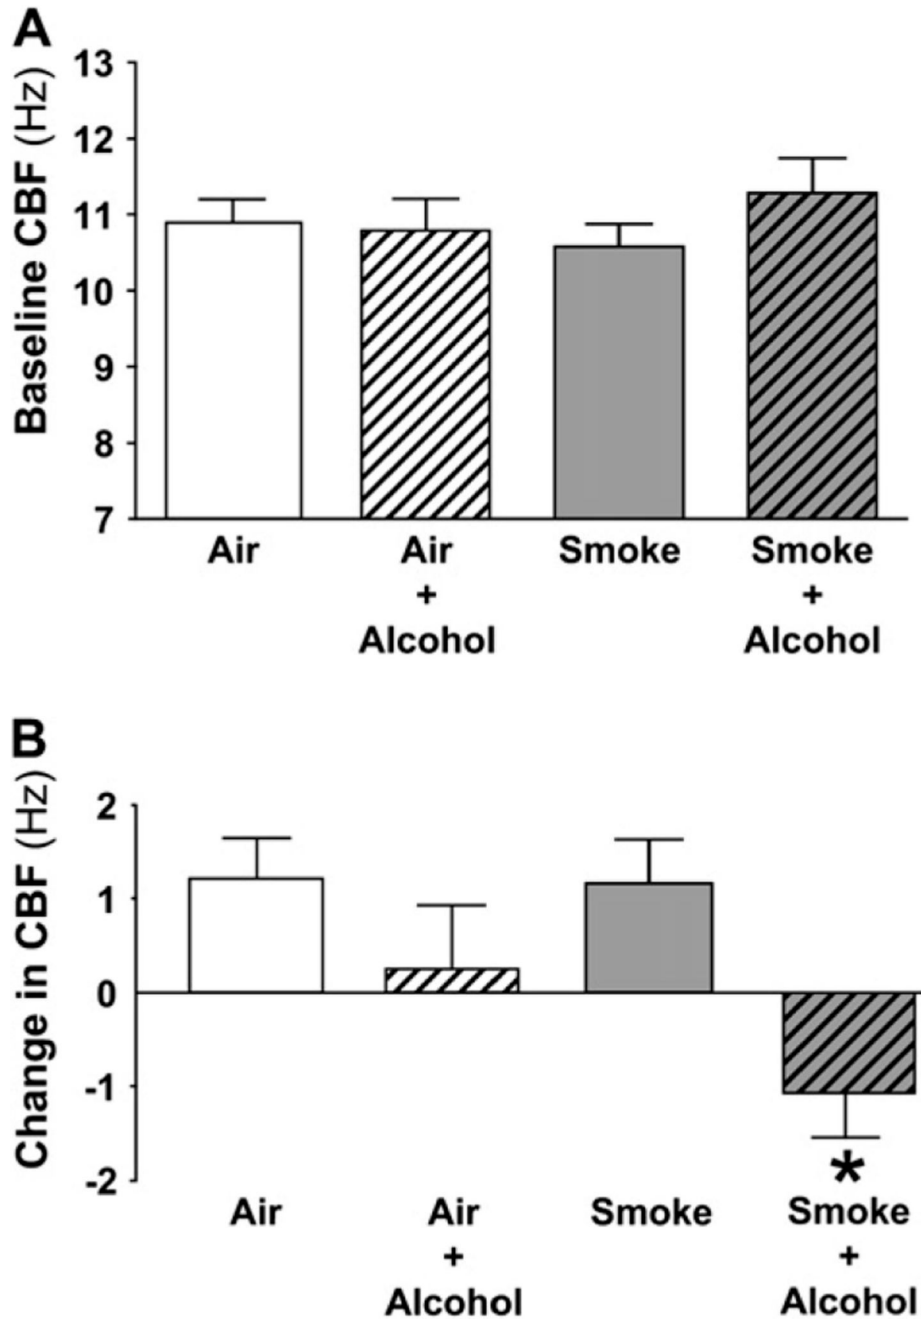 A
Baseline CBF (Hz)
13
12
11
10
9
8
7
Air
Air
+
Alcohol
Smoke
Smoke
+
Alcohol
B
Change in CBF (Hz)
2
1
0
-1
-2
*
Air
Air
+
Alcohol
Smoke
Smoke
+
Alcohol